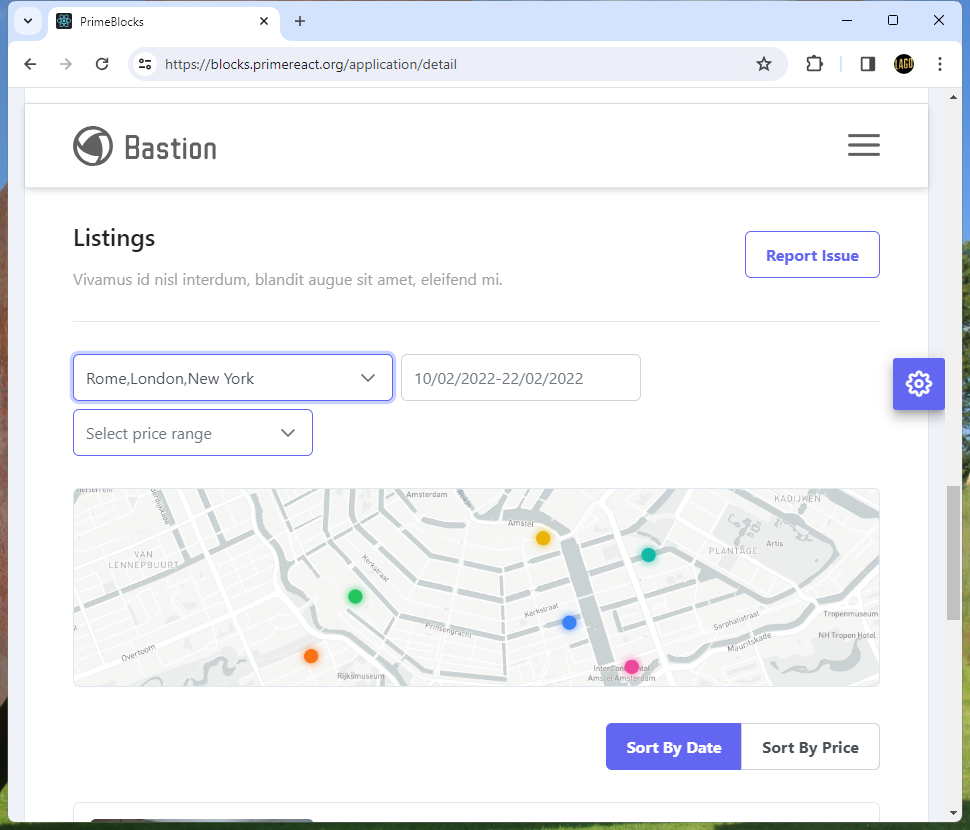 PrimeBlocks
https://blocks.primereact.org/application/detail
LAGO
Bastion
Listings
Vivamus id nisl interdum, blandit augue sit amet, eleifend mi.
Report Issue
Rome,London,New York
10/02/2022-22/02/2022
Select price range
Amsterdam
KADIJKEN
Amstel
Artis
VAN
LENNEPBUURT
PLANTAGE
Kerkstraat
Kerkstraat
Prinsengracht
Sarphatistraat
Tropenmuseum
Mauritskade
NH Tropen Hotel
Overtoom
Rijksmuseum
InterContinental
Amstel Amsterdam
Sort By Date
Sort By Price